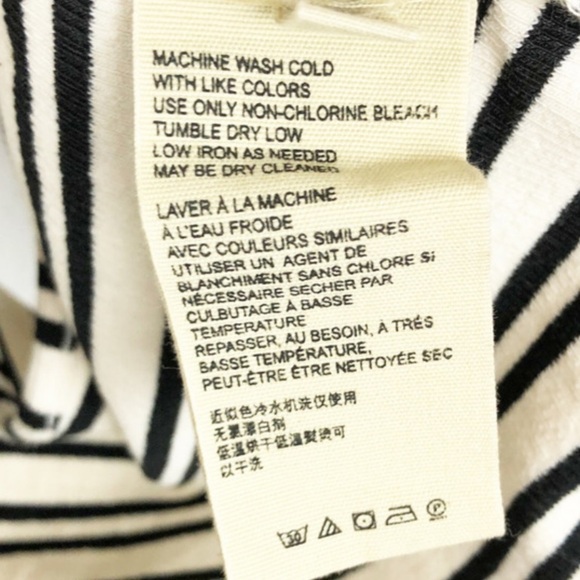 MACHINE WASH COLD
WITH LIKE COLORS
USE ONLY NON-CHLORINE BLEACH
TUMBLE DRY LOW
LOW IRON AS NEEDED
MAY BE DRY CLEANED
LAVER À LA MACHINE
À L'EAU FROIDE
AVEC COULEURS SIMILAIRES
UTILISER UN AGENT DE
BLANCHIMENT SANS CHLORE Si
NÉCESSAIRE SECHER PAR
CULBUTAGE À BASSE
TEMPERATURE
REPASSER, AU BESOIN, À TRÉS
BASSE TEMPÉRATURE,
PEUT-ÈTRE ÊTRE NETTOYÉE SEC
近似色冷水机洗仅使用
无氯漂白剂
低温烘干低温熨烫可
以干洗
30 P